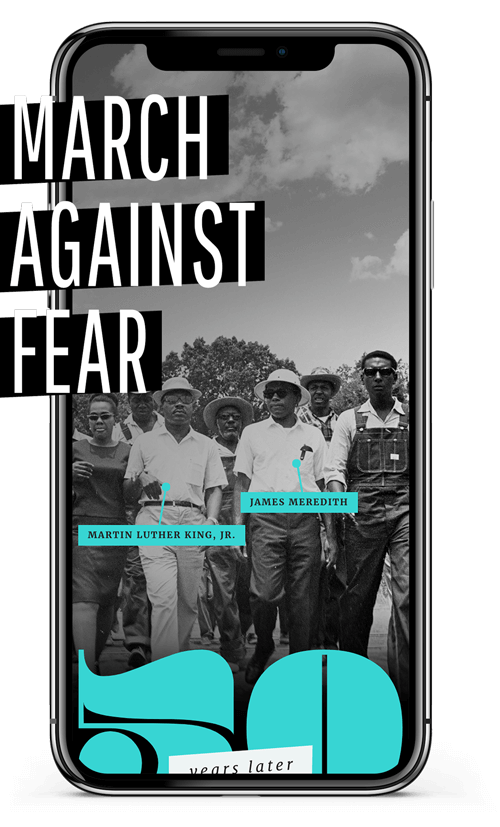 MARCH
AGAINST
FEAR
JAMES MEREDITH
MARTIN LUTHER KING, JR.
50
years later